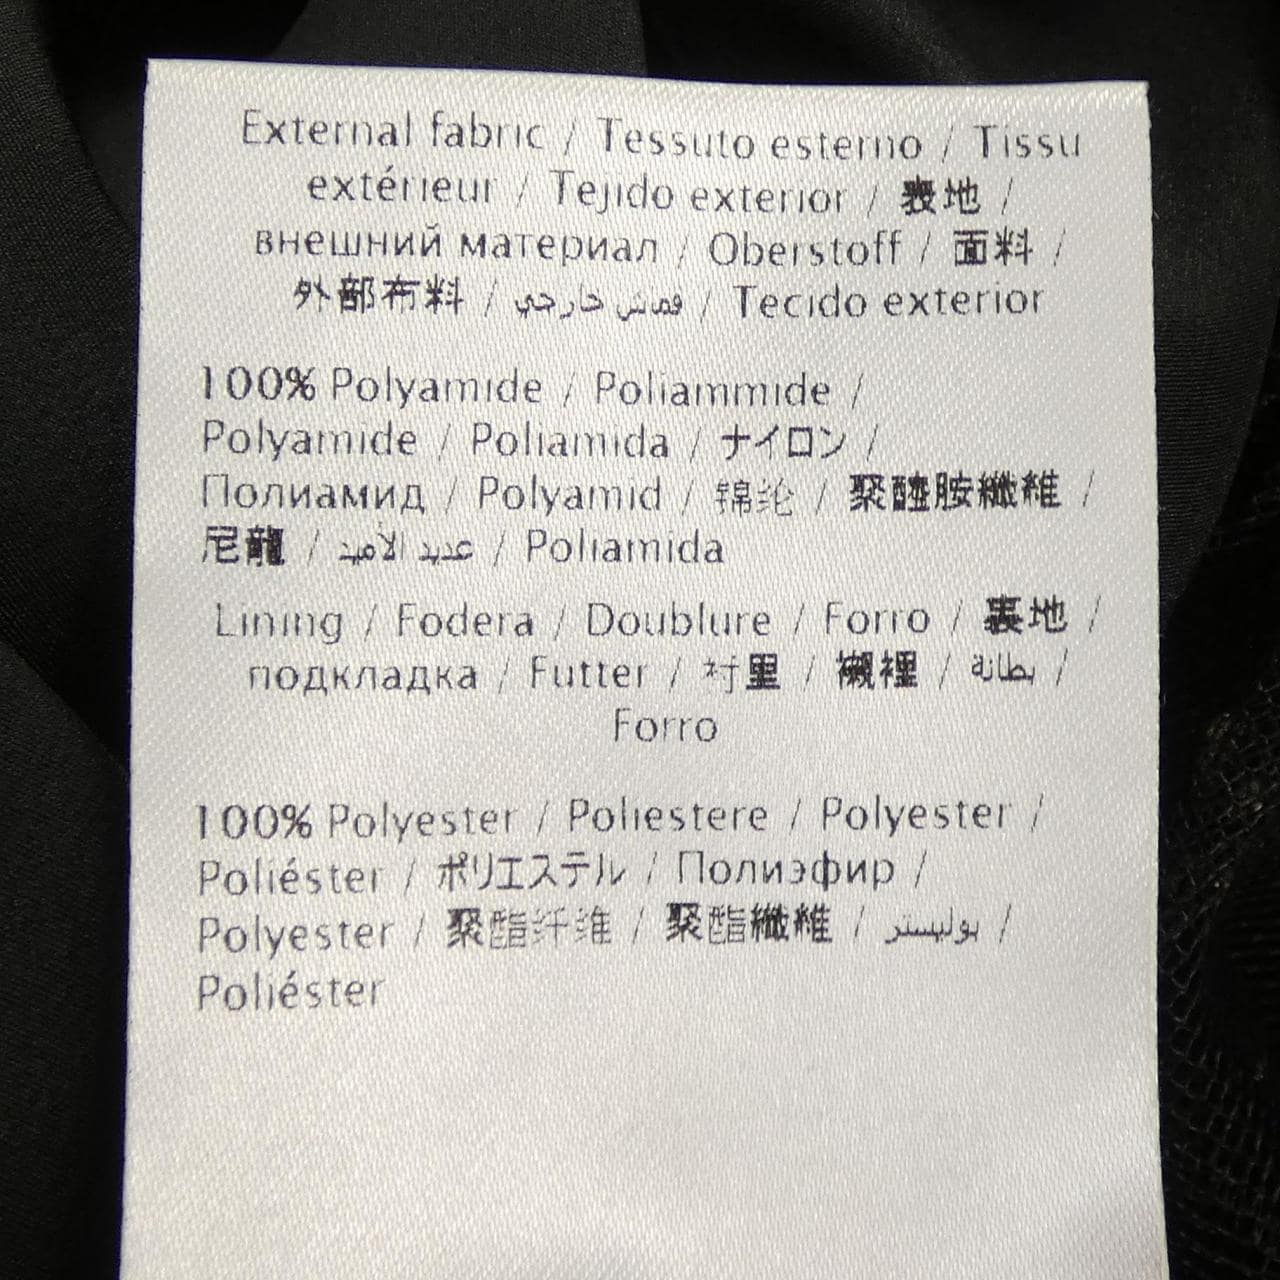 External fabric / Tessuto esterno / Tissu
extérieur / Tejido exterior / 表地 /
внешний материал / Oberstoff / 面料 /
外部布料 / قماش خارجي / Tecido exterior
100% Polyamide / Poliammide /
Polyamide / Poliamida / ナイロン /
Полиамид / Polyamid / 锦纶 / 聚醯胺纖維 /
尼龍 / عديد الأميد / Poliamida
Lining / Fodera / Doublure / Forro / 裏地 /
подкладка / Futter / 衬里 / 襯裡 / بطانة /
Forro
100% Polyester / Poliestere / Polyester /
Poliéster / ポリエステル / Полиэфир /
Polyester / 聚酯纤维 / 聚酯纖維 / بوليستر /
Poliéster